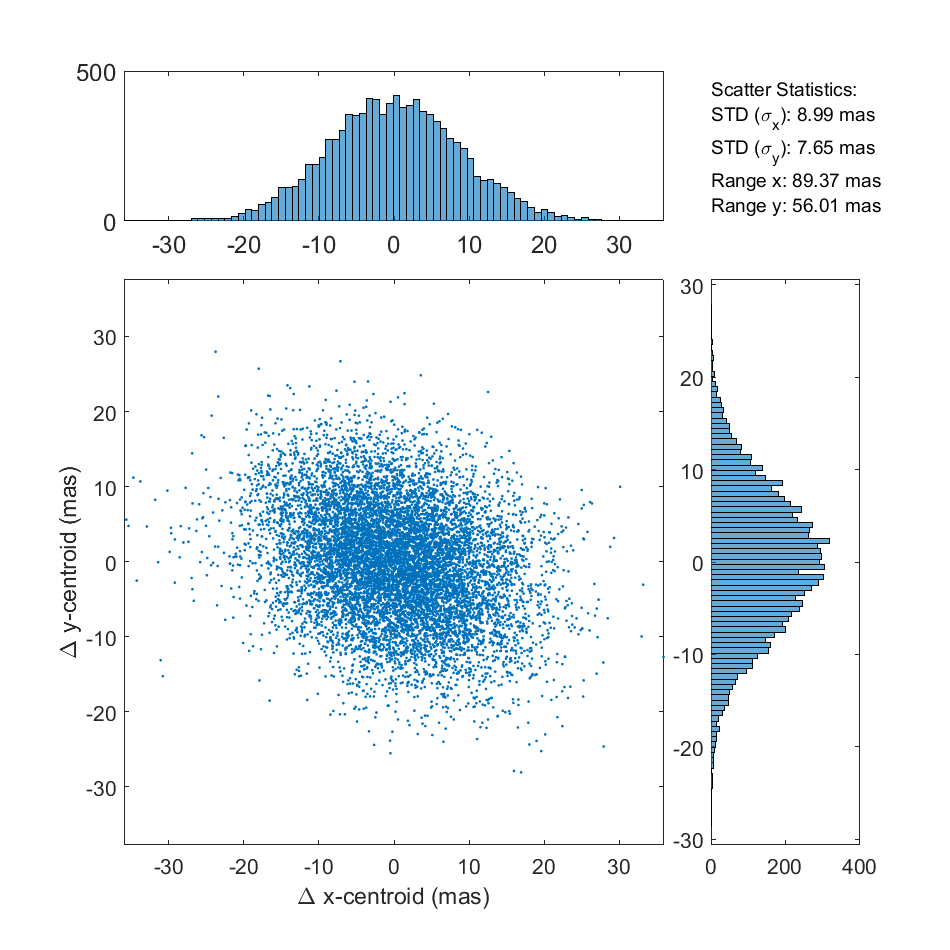 500
0
-30 -20 -10 0 10 20 30
Scatter Statistics:
STD (σx): 8.99 mas
STD (σy): 7.65 mas
Range x: 89.37 mas
Range y: 56.01 mas
30
20
10
0
-10
-20
-30
Δ y-centroid (mas)
-30 -20 -10 0 10 20 30
Δ x-centroid (mas)
30
20
10
0
-10
-20
-30
0 200 400